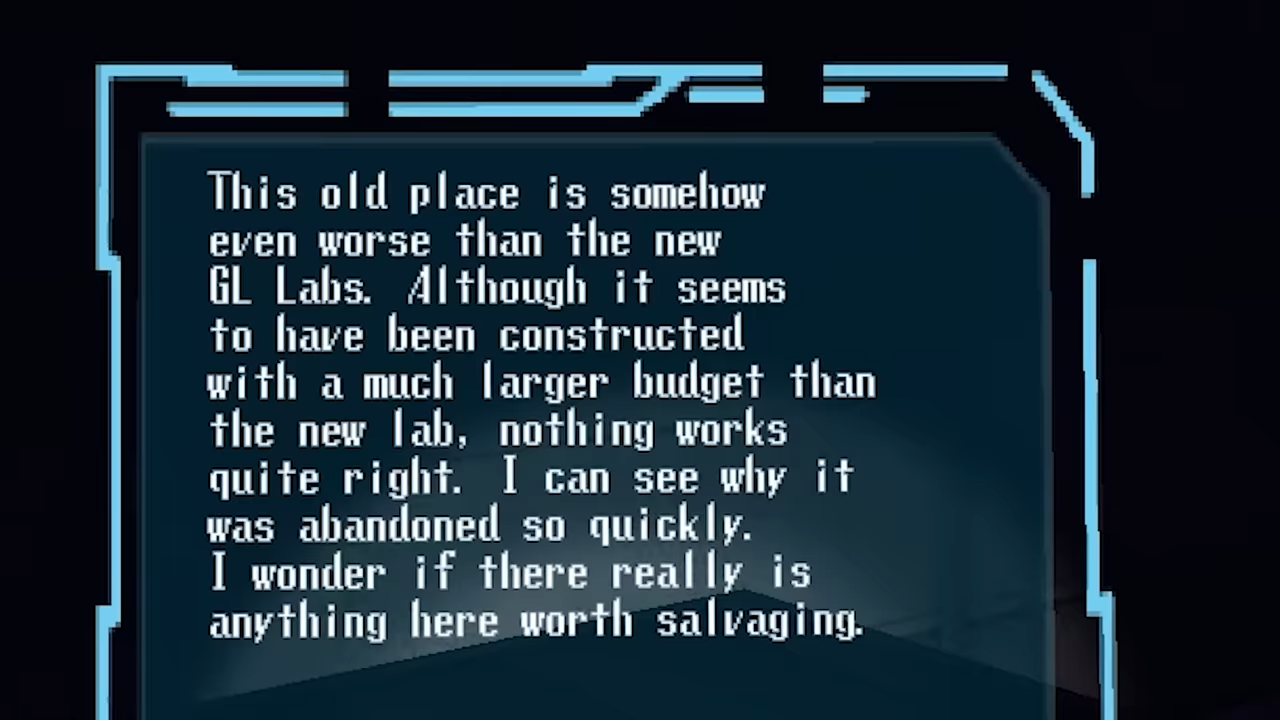 This old place is somehow
even worse than the new
GL Labs.  Although it seems
to have been constructed
with a much larger budget than
the new lab, nothing works
quite right.  I can see why it
was abandoned so quickly.
I wonder if there really is
anything here worth salvaging.